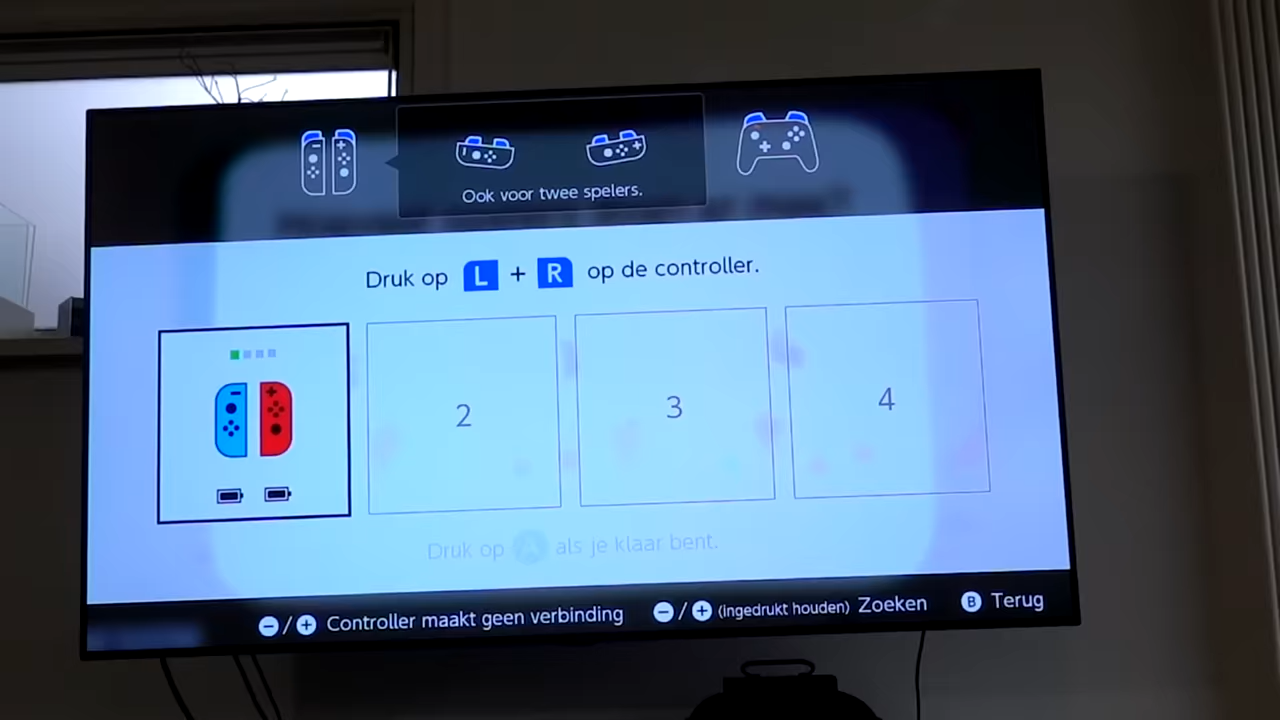 Ook voor twee spelers.
Druk op L + R op de controller.
2
3
4
Druk op A als je klaar bent.
−/+ Controller maakt geen verbinding −/+ (ingedrukt houden) Zoeken B Terug